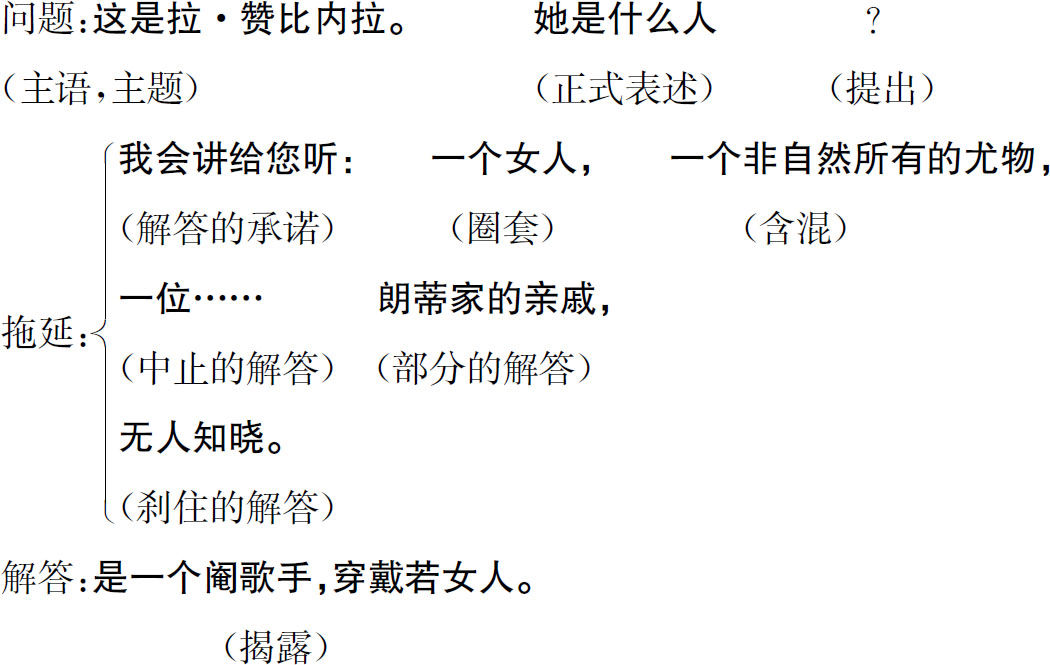 问题:这是拉·赞比内拉。 她是什么人 ?
(主语,主题) (正式表述) (提出)
我会讲给您听: 一个女人, 一个非自然所有的尤物,
(解答的承诺) (圈套) (含混)
一位…… 朗蒂家的亲戚,
拖延:
(中止的解答) (部分的解答)
无人知晓。
(刹住的解答)
解答:是一个阉歌手,穿戴若女人。
(揭露)